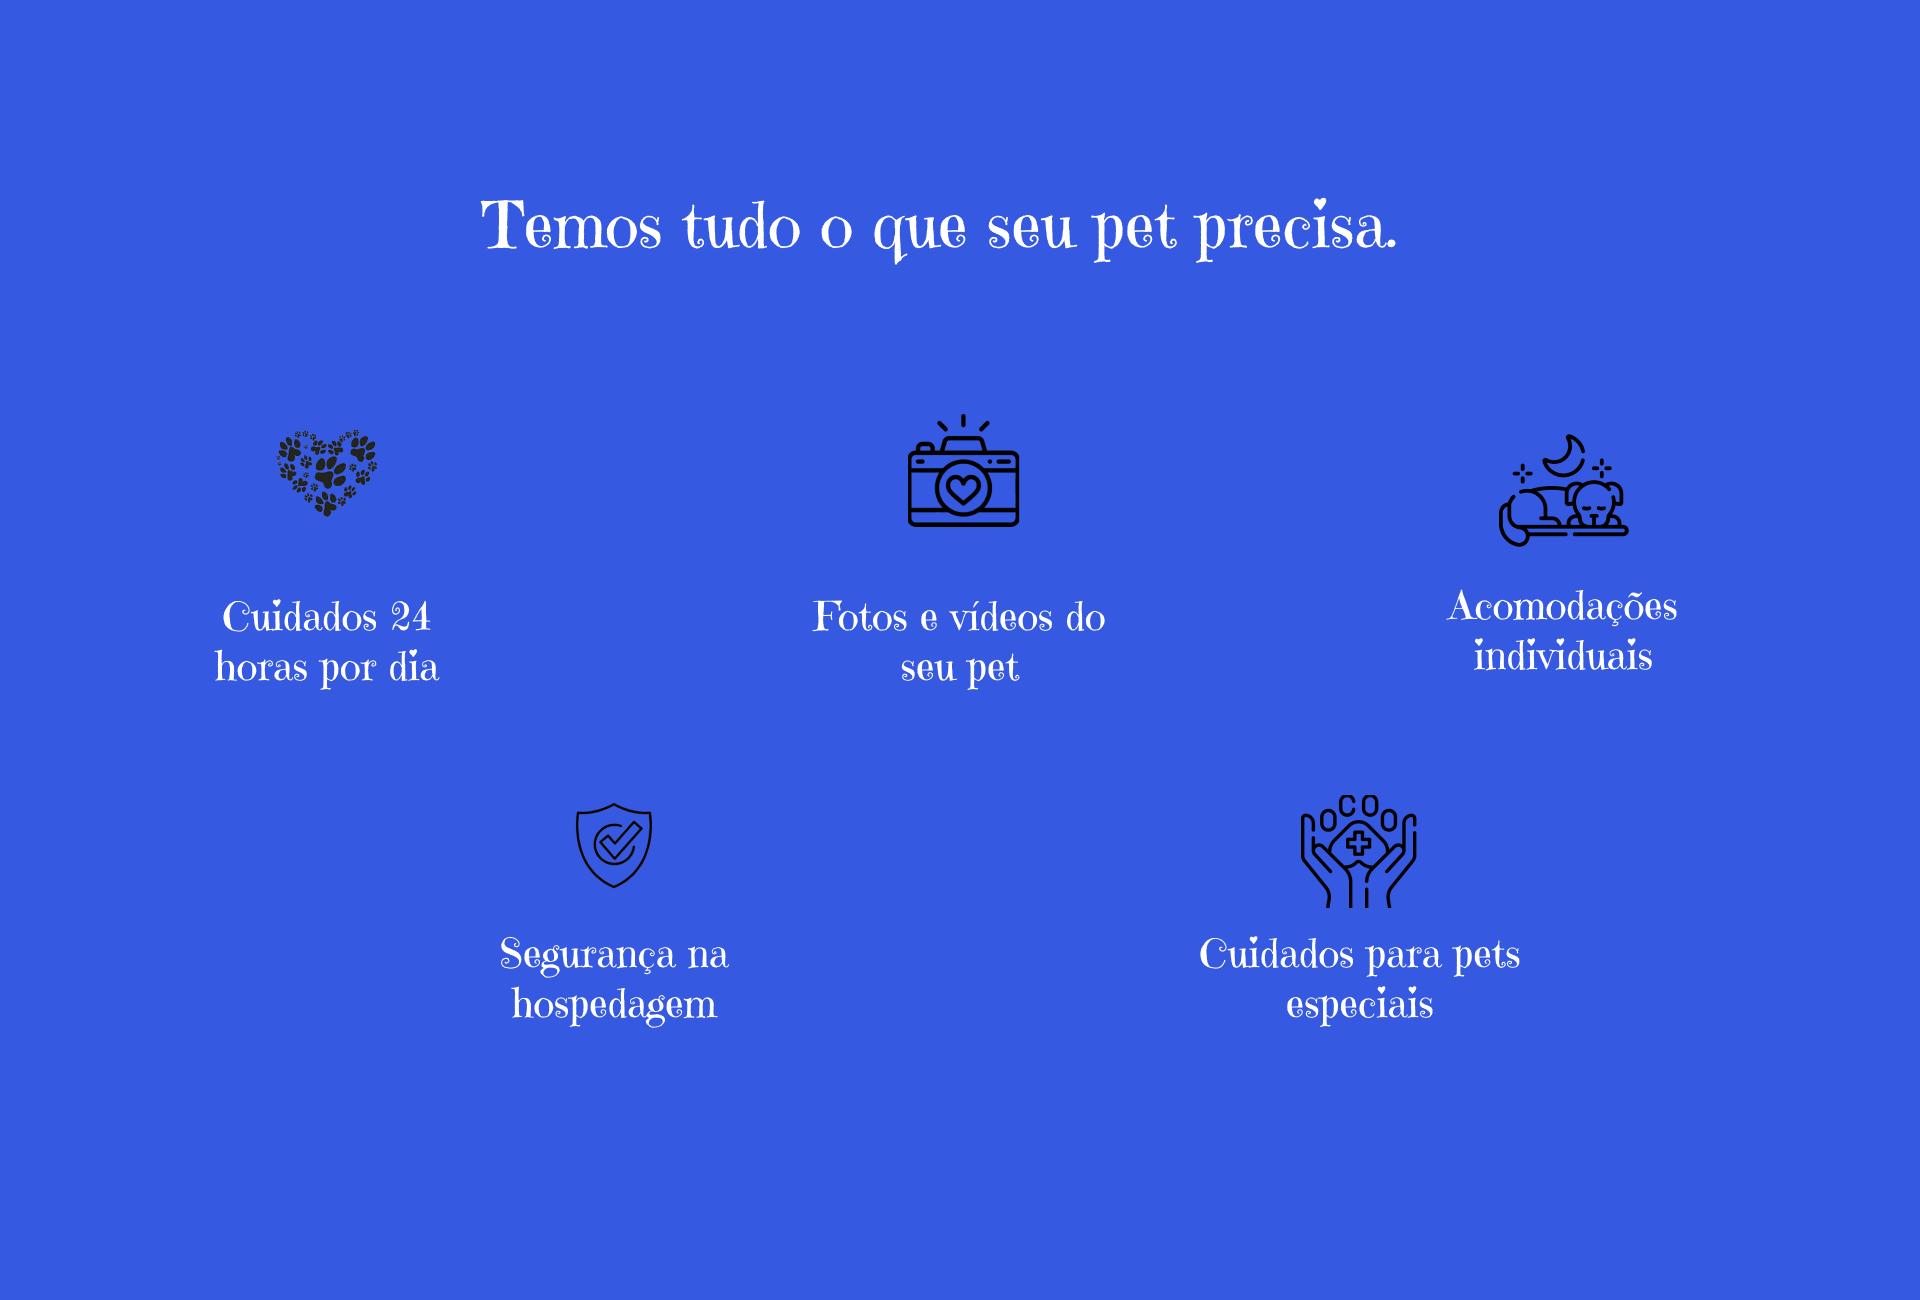 Temos tudo o que seu pet precisa.
Cuidados 24
horas por dia
Fotos e vídeos do
seu pet
Acomodações
individuais
Segurança na
hospedagem
Cuidados para pets
especiais